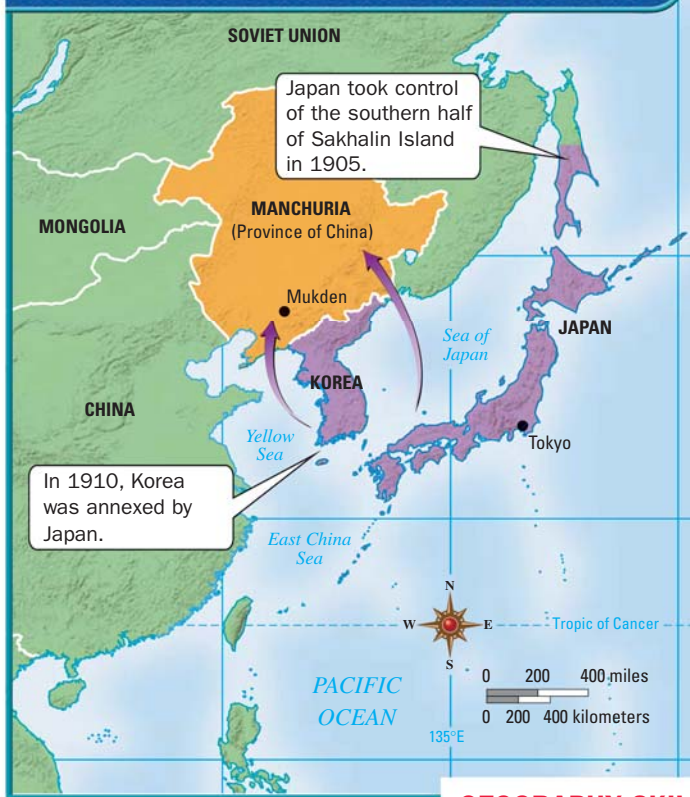 SOVIET UNION
Japan took control
of the southern half
of Sakhalin Island
in 1905.
MONGOLIA
MANCHURIA
(Province of China)
Mukden
Sea of
Japan
JAPAN
KOREA
CHINA
Yellow
Sea
Tokyo
In 1910, Korea
was annexed by
Japan.
East China
Sea
N
W E
S
Tropic of Cancer
0 200 400 miles
0 200 400 kilometers
PACIFIC
OCEAN
135°E